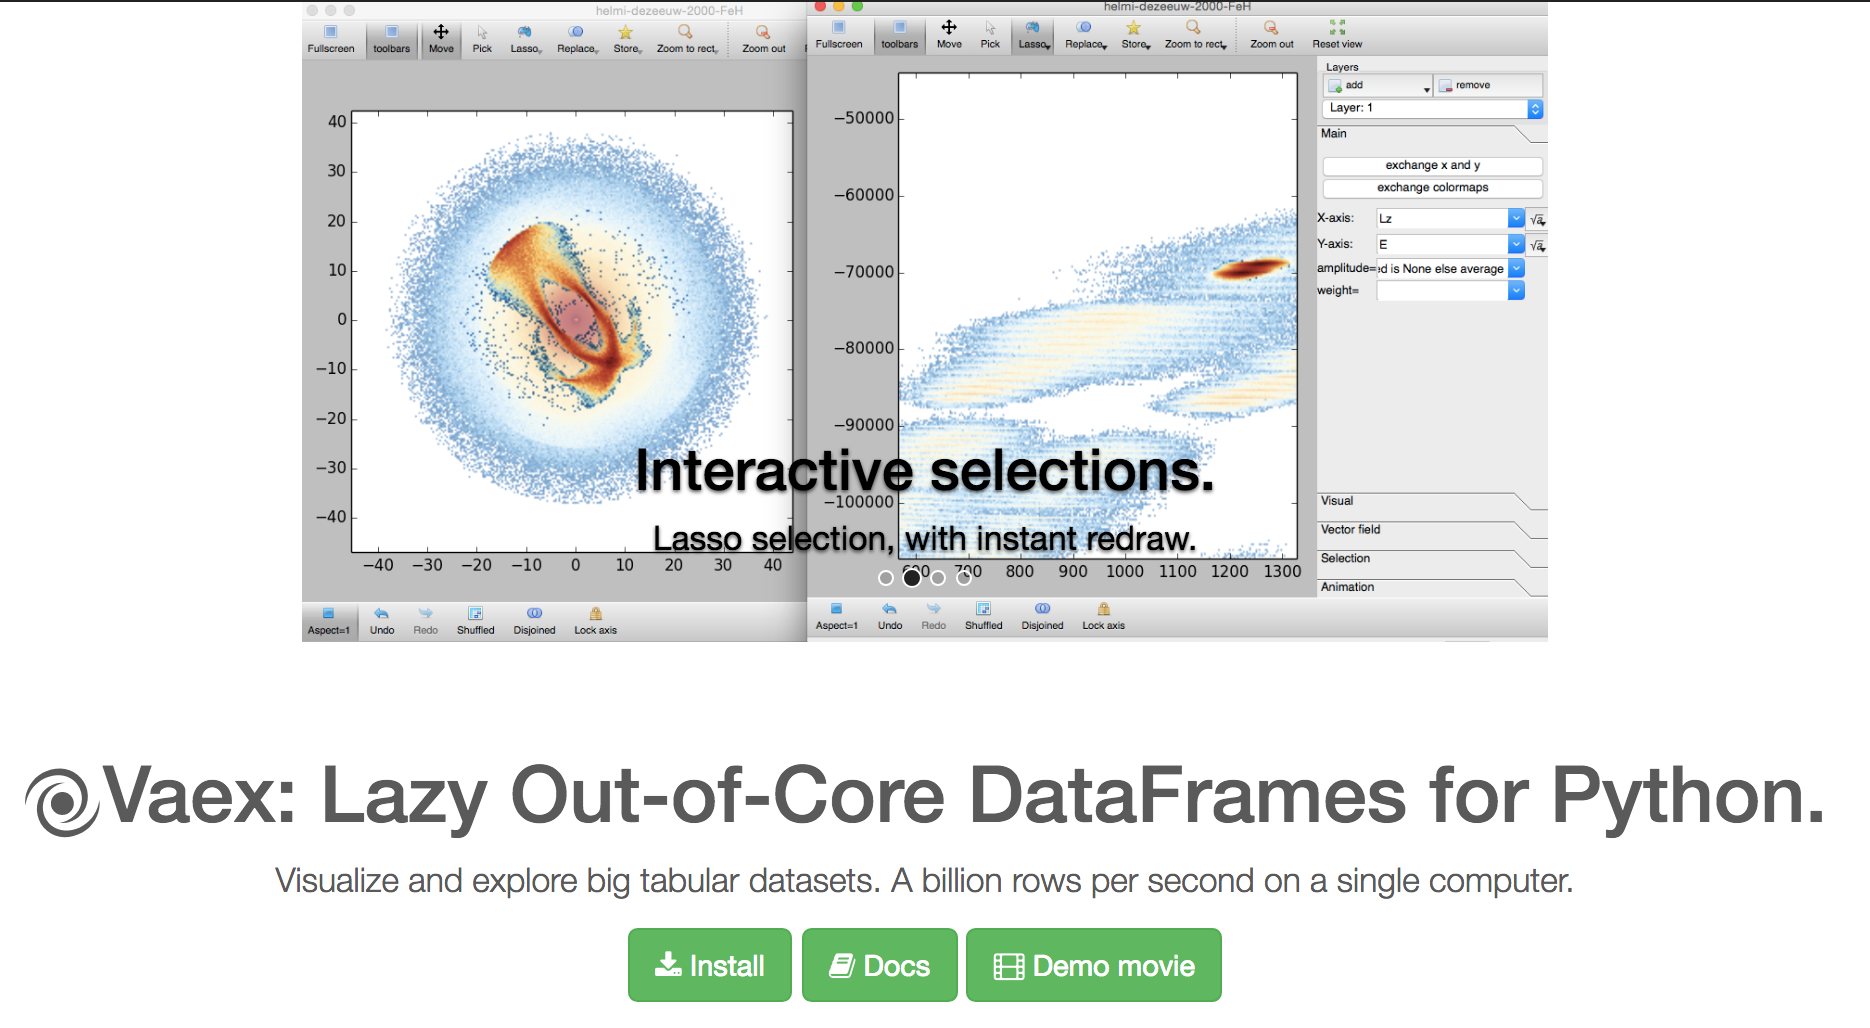 helmi-dezeeuw-2000-FeH
Fullscreen toolbars Move Pick Lasso Replace Store Zoom to rect Zoom out
40
30
20
10
0
−10
−20
−30
−40
−40 −30 −20 −10 0 10 20 30 40
Aspect=1 Undo Redo Shuffled Disjoined Lock axis
helmi-dezeeuw-2000-FeH
Fullscreen toolbars Move Pick Lasso Replace Store Zoom to rect Zoom out Reset view
−50000
−60000
−70000
−80000
−90000
−100000
600 700 800 900 1000 1100 1200 1300
Layers
add remove
Layer: 1
Main
exchange x and y
exchange colormaps
X-axis: Lz
Y-axis: E
amplitude= ed is None else average
weight=
Visual
Vector field
Selection
Animation
Aspect=1 Undo Redo Shuffled Disjoined Lock axis
Interactive selections.
Lasso selection, with instant redraw.
Vaex: Lazy Out-of-Core DataFrames for Python.
Visualize and explore big tabular datasets. A billion rows per second on a single computer.
Install Docs Demo movie